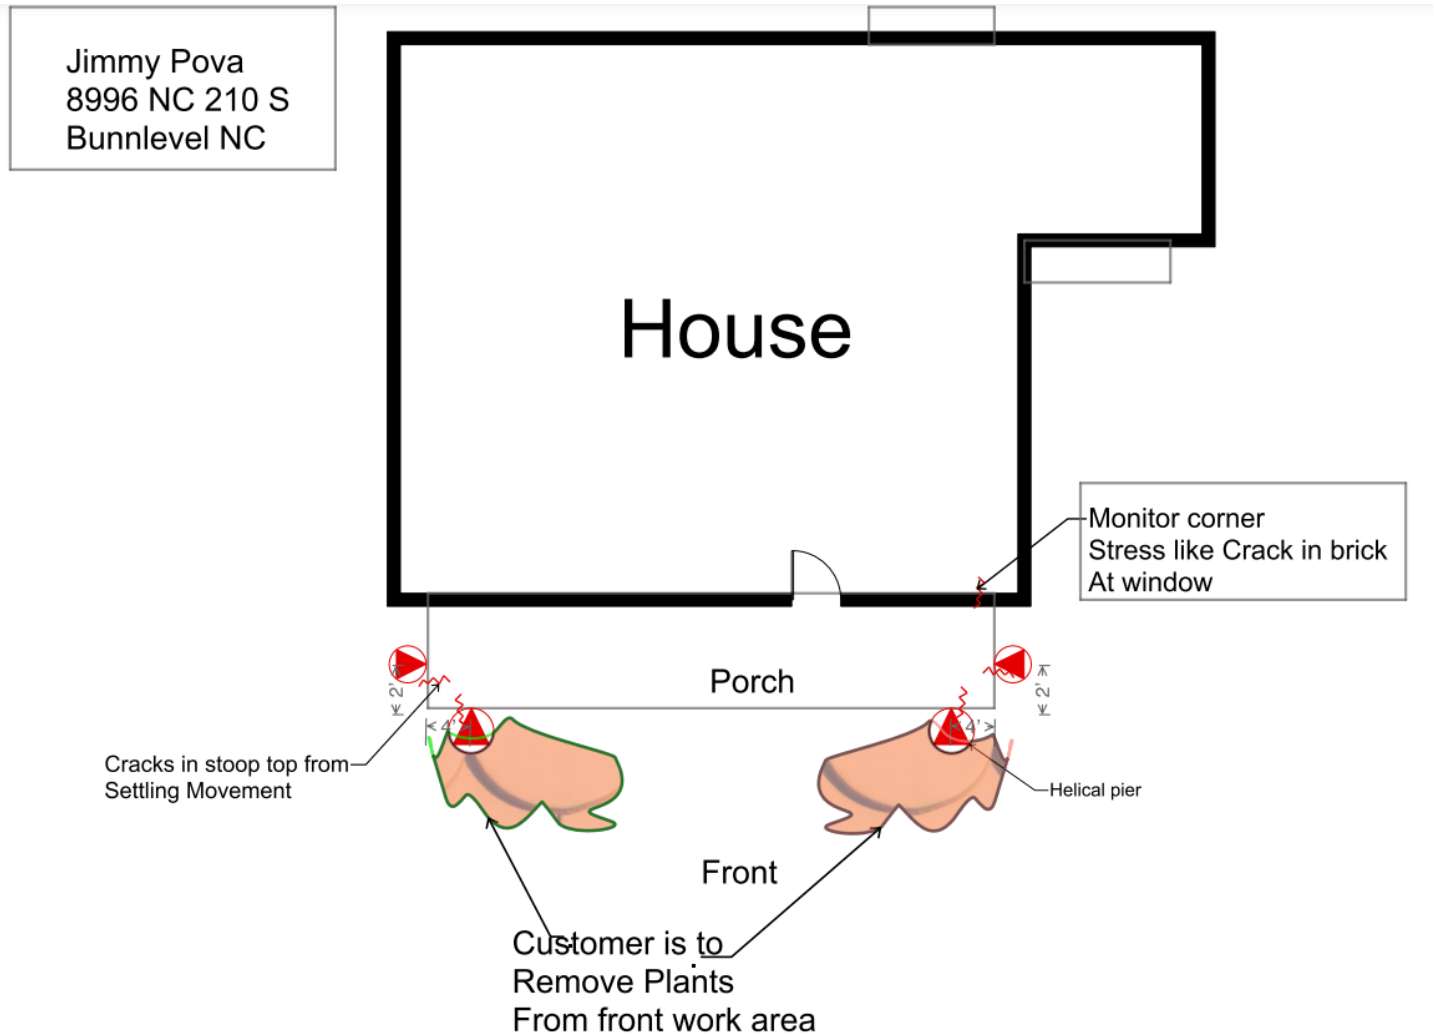 Jimmy Pova
8996 NC 210 S
Bunnlevel NC
House
Monitor corner
Stress like Crack in brick
At window
Porch
2'
2'
4'
4'
Cracks in stoop top from
Settling Movement
Helical pier
Front
Customer is to
Remove Plants
From front work area